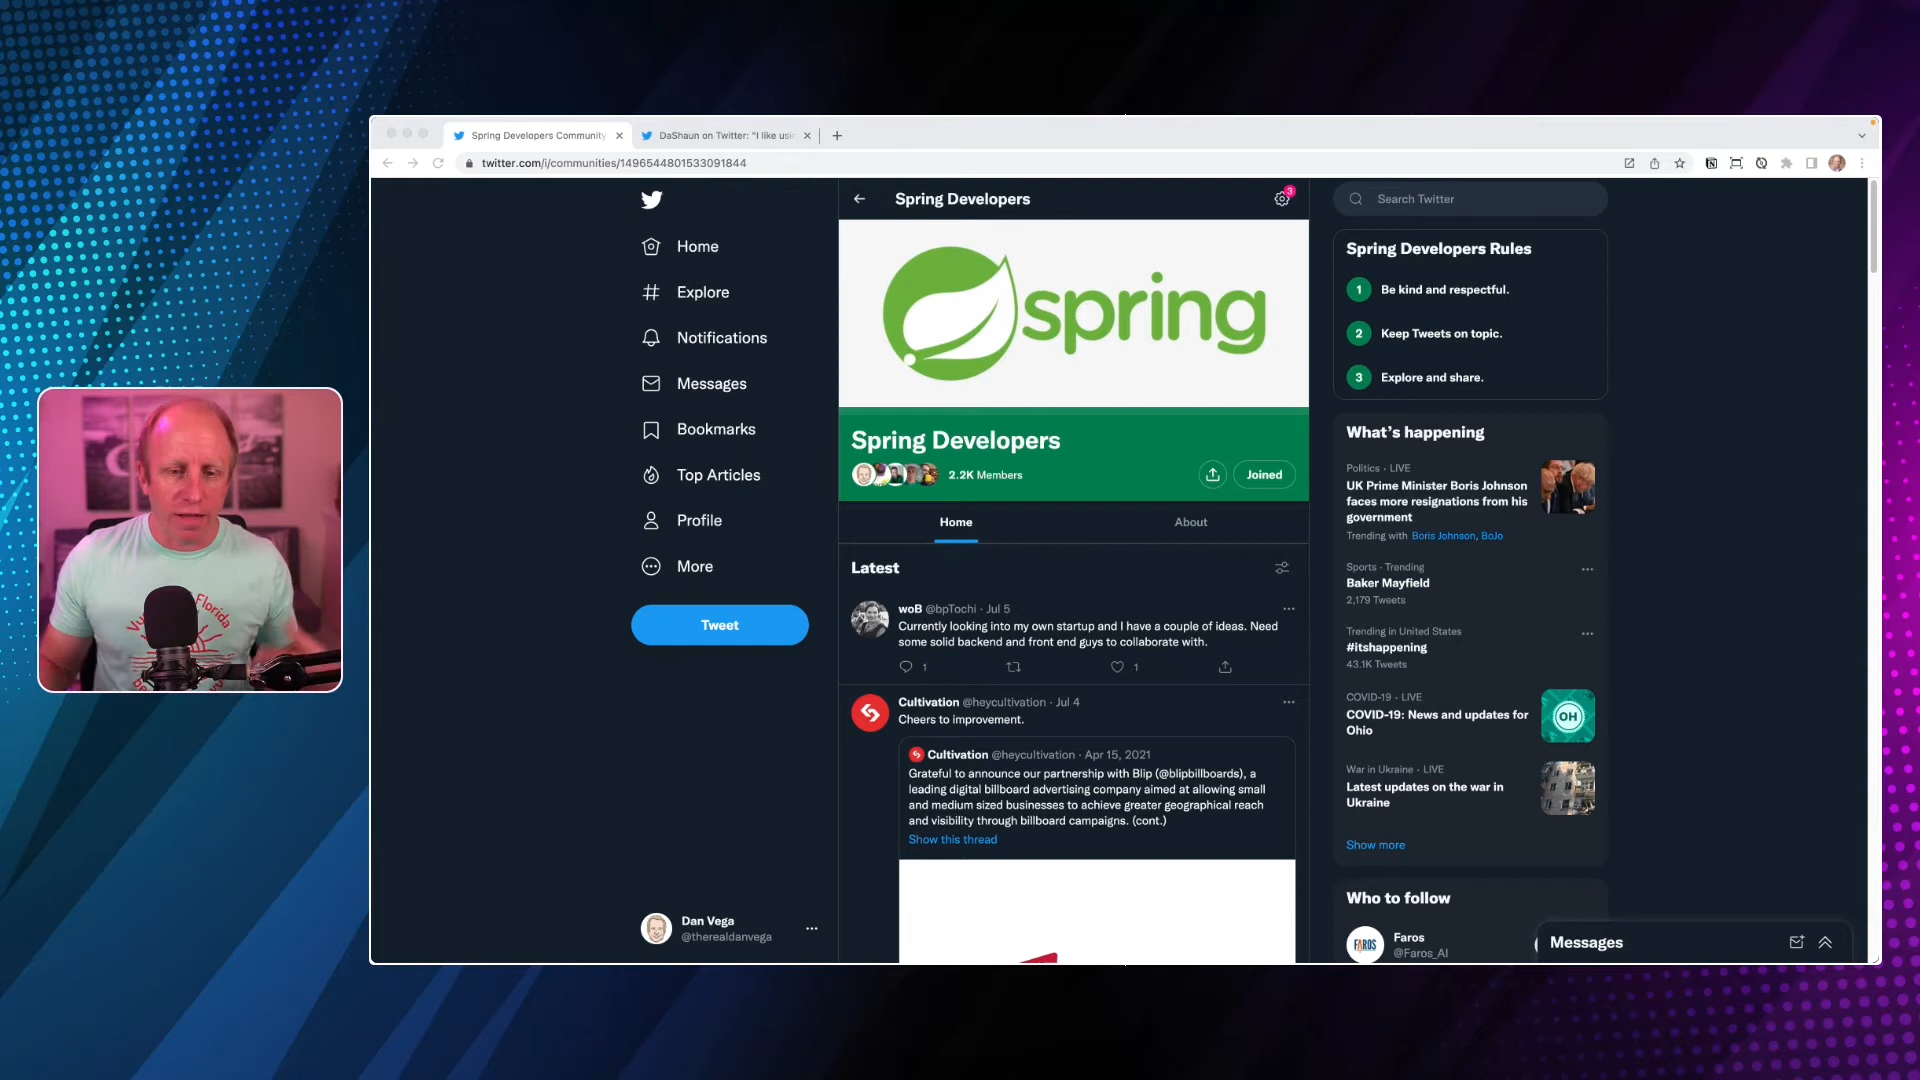 Spring Developers Community
DaShaun on Twitter: "I like usin
twitter.com/i/communities/1496544801533091844
Home
Explore
Notifications
Messages
Bookmarks
Top Articles
Profile
More
Tweet
Dan Vega
@therealdanvega
Spring Developers
3
spring
Spring Developers
2.2K Members
Joined
Home
About
Latest
woB @bpTochi · Jul 5
Currently looking into my own startup and I have a couple of ideas. Need
some solid backend and front end guys to collaborate with.
1
1
Cultivation @heycultivation · Jul 4
Cheers to improvement.
Cultivation @heycultivation · Apr 15, 2021
Grateful to announce our partnership with Blip (@blipbillboards), a
leading digital billboard advertising company aimed at allowing small
and medium sized businesses to achieve greater geographical reach
and visibility through billboard campaigns. (cont.)
Show this thread
Search Twitter
Spring Developers Rules
1 Be kind and respectful.
2 Keep Tweets on topic.
3 Explore and share.
What's happening
Politics · LIVE
UK Prime Minister Boris Johnson
faces more resignations from his
government
Trending with Boris Johnson, BoJo
Sports · Trending
Baker Mayfield
2,179 Tweets
Trending in United States
#itshappening
43.1K Tweets
COVID-19 · LIVE
COVID-19: News and updates for
Ohio
OH
War in Ukraine · LIVE
Latest updates on the war in
Ukraine
Show more
Who to follow
FAROS
Faros
@Faros_AI
Messages